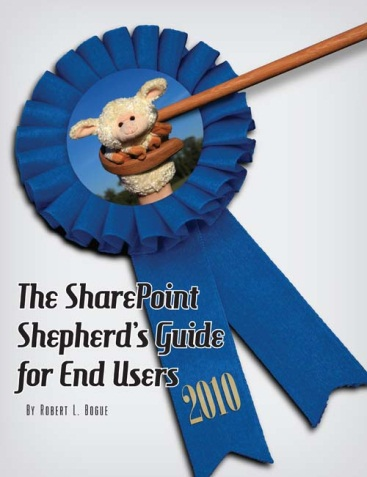 The SharePoint
Shepherd's Guide
for End Users
By Robert L. Bogue
2010